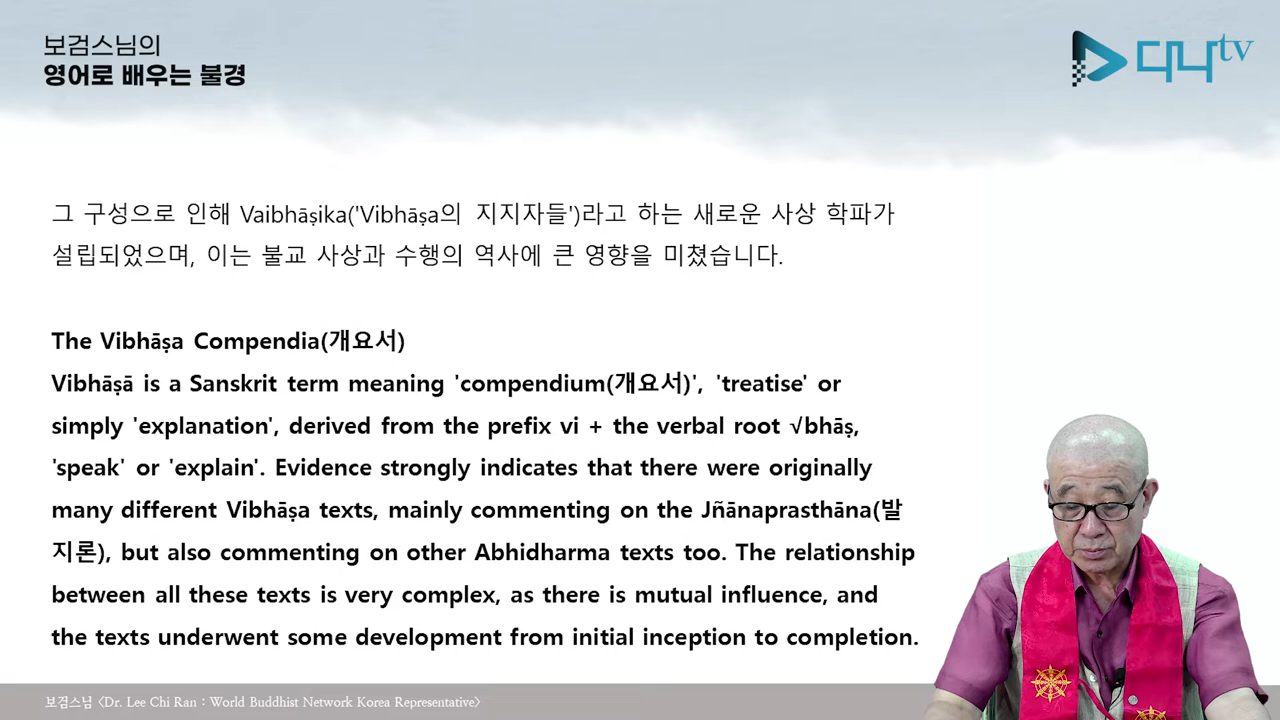 보검스님의
영어로 배우는 불경
다나tv
그 구성으로 인해 Vaibhāṣika('Vibhāṣa의 지지자들')라고 하는 새로운 사상 학파가
설립되었으며, 이는 불교 사상과 수행의 역사에 큰 영향을 미쳤습니다.
The Vibhāṣa Compendia(개요서)
Vibhāṣā is a Sanskrit term meaning 'compendium(개요서)', 'treatise' or
simply 'explanation', derived from the prefix vi + the verbal root √bhāṣ,
'speak' or 'explain'. Evidence strongly indicates that there were originally
many different Vibhāṣa texts, mainly commenting on the Jñānaprasthāna(발
지론), but also commenting on other Abhidharma texts too. The relationship
between all these texts is very complex, as there is mutual influence, and
the texts underwent some development from initial inception to completion.
보검스님 <Dr. Lee Chi Ran : World Buddhist Network Korea Representative>